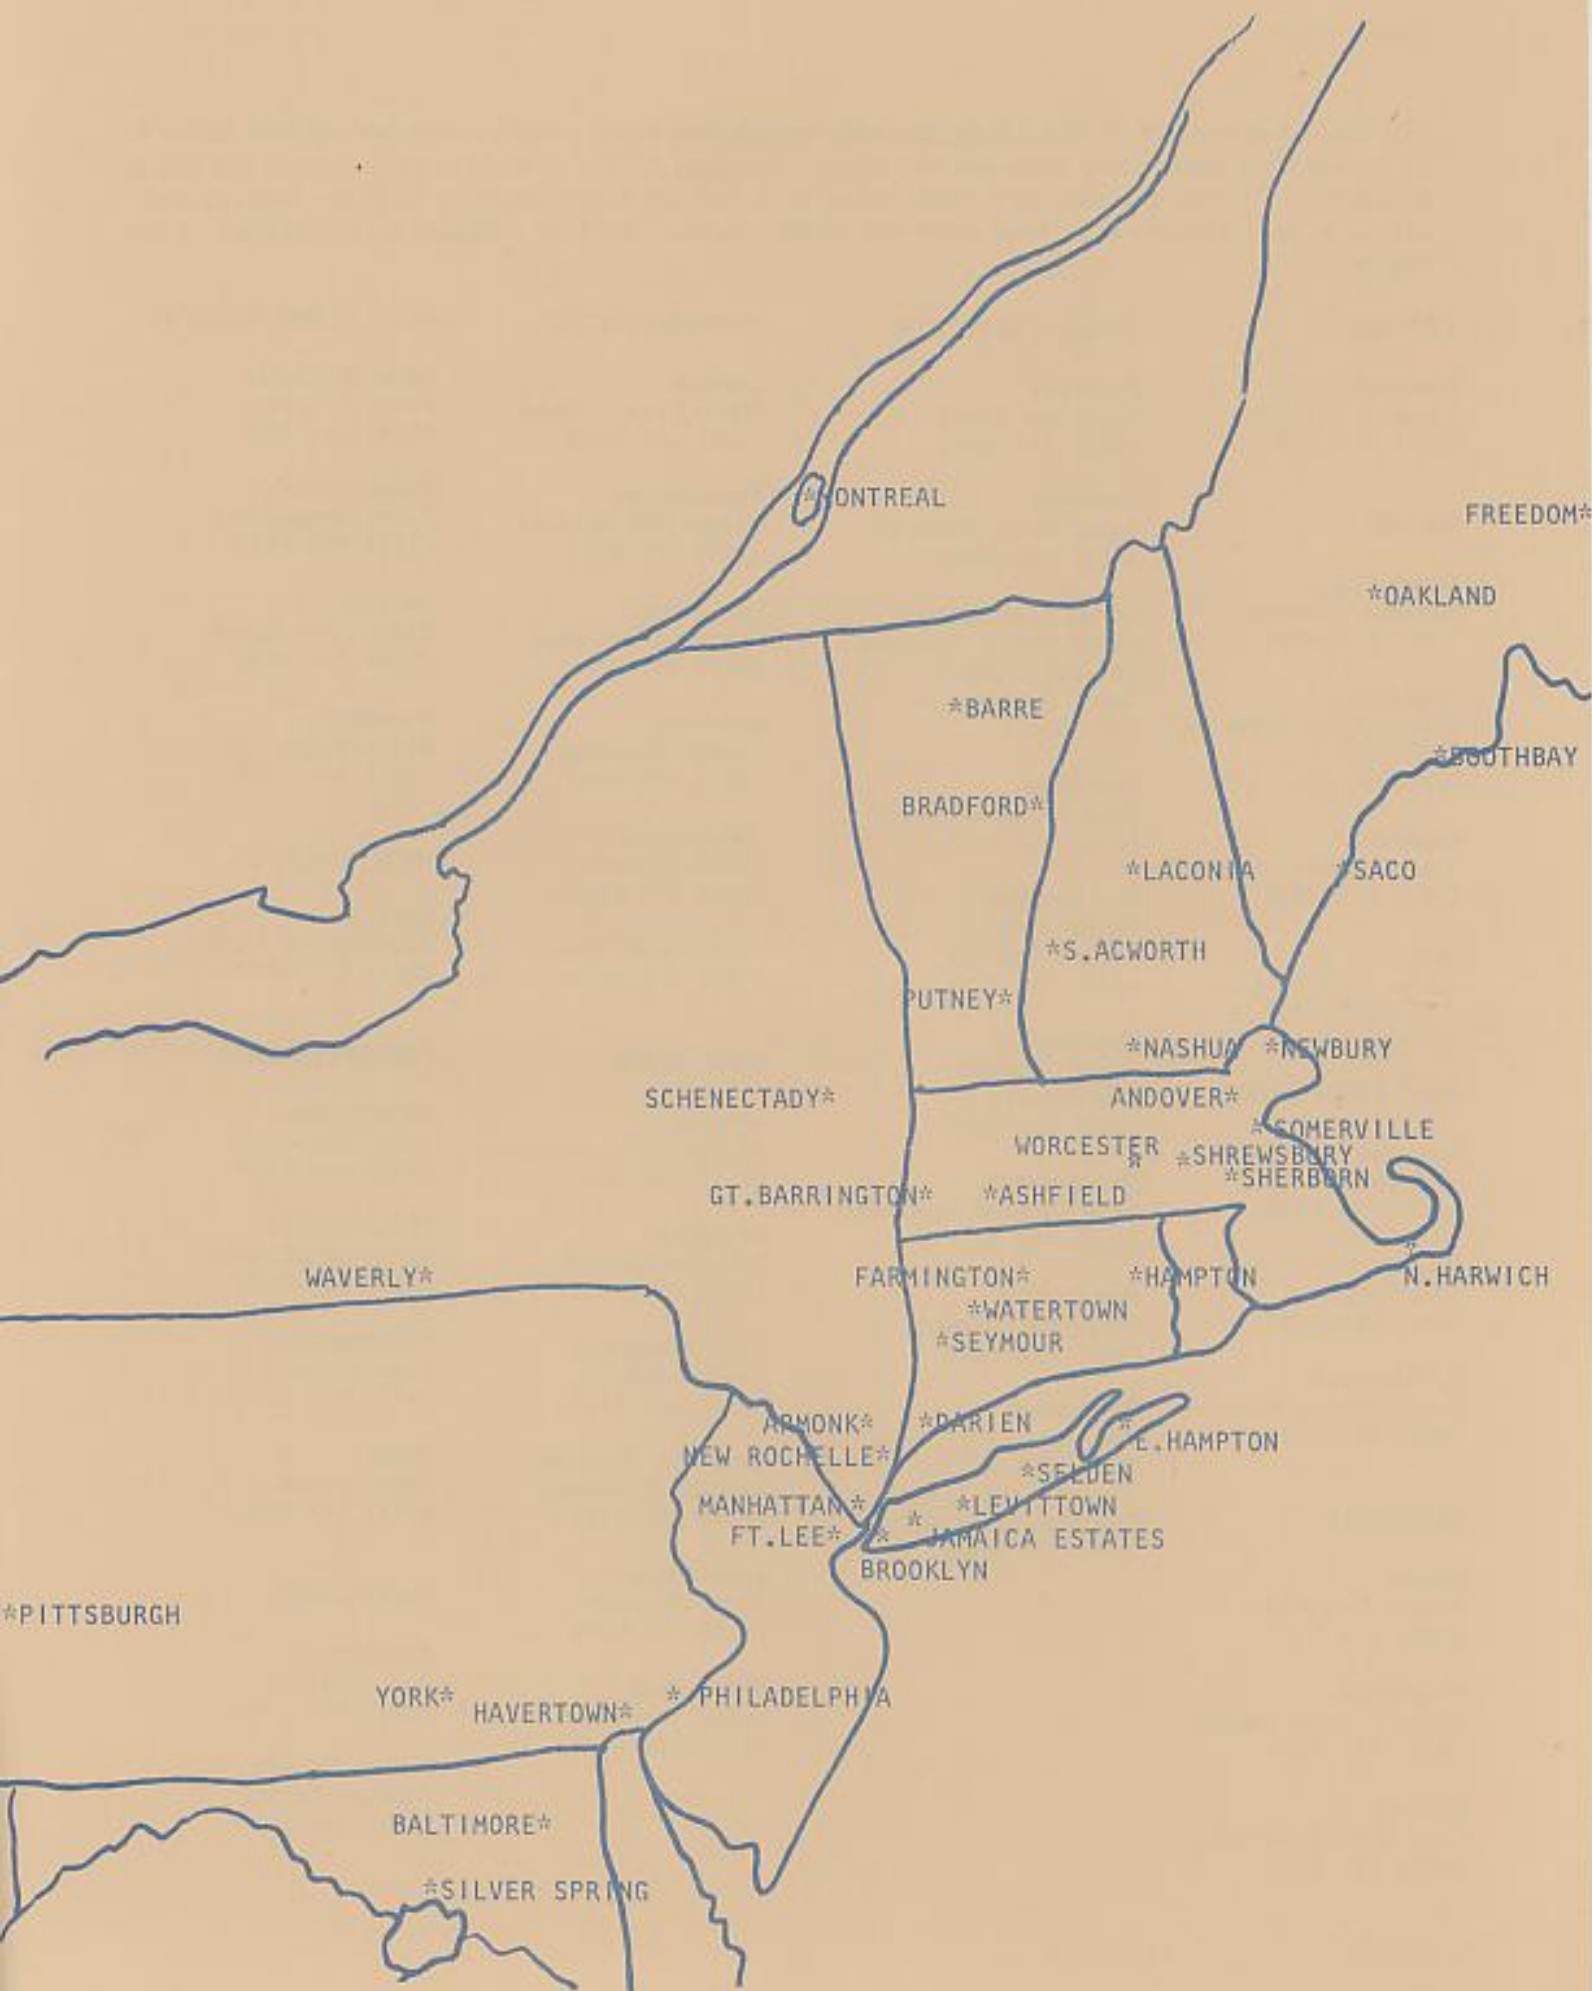 *MONTREAL
FREEDOM*
*OAKLAND
*BARRE
*BOOTHBAY
BRADFORD*
*LACONIA
*SACO
*S.ACWORTH
PUTNEY*
*NASHUA
*NEWBURY
SCHENECTADY*
ANDOVER*
*SOMERVILLE
WORCESTER
*
*SHREWSBURY
*SHERBORN
GT.BARRINGTON*
*ASHFIELD
*
WAVERLY*
FARMINGTON*
*HAMPTON
N.HARWICH
*WATERTOWN
*SEYMOUR
ARMONK*
*DARIEN
*
E.HAMPTON
NEW ROCHELLE*
*SELDEN
MANHATTAN*
*LEVITTOWN
*
FT.LEE*
*
JAMAICA ESTATES
BROOKLYN
*PITTSBURGH
YORK*
HAVERTOWN*
* PHILADELPHIA
BALTIMORE*
*SILVER SPRING